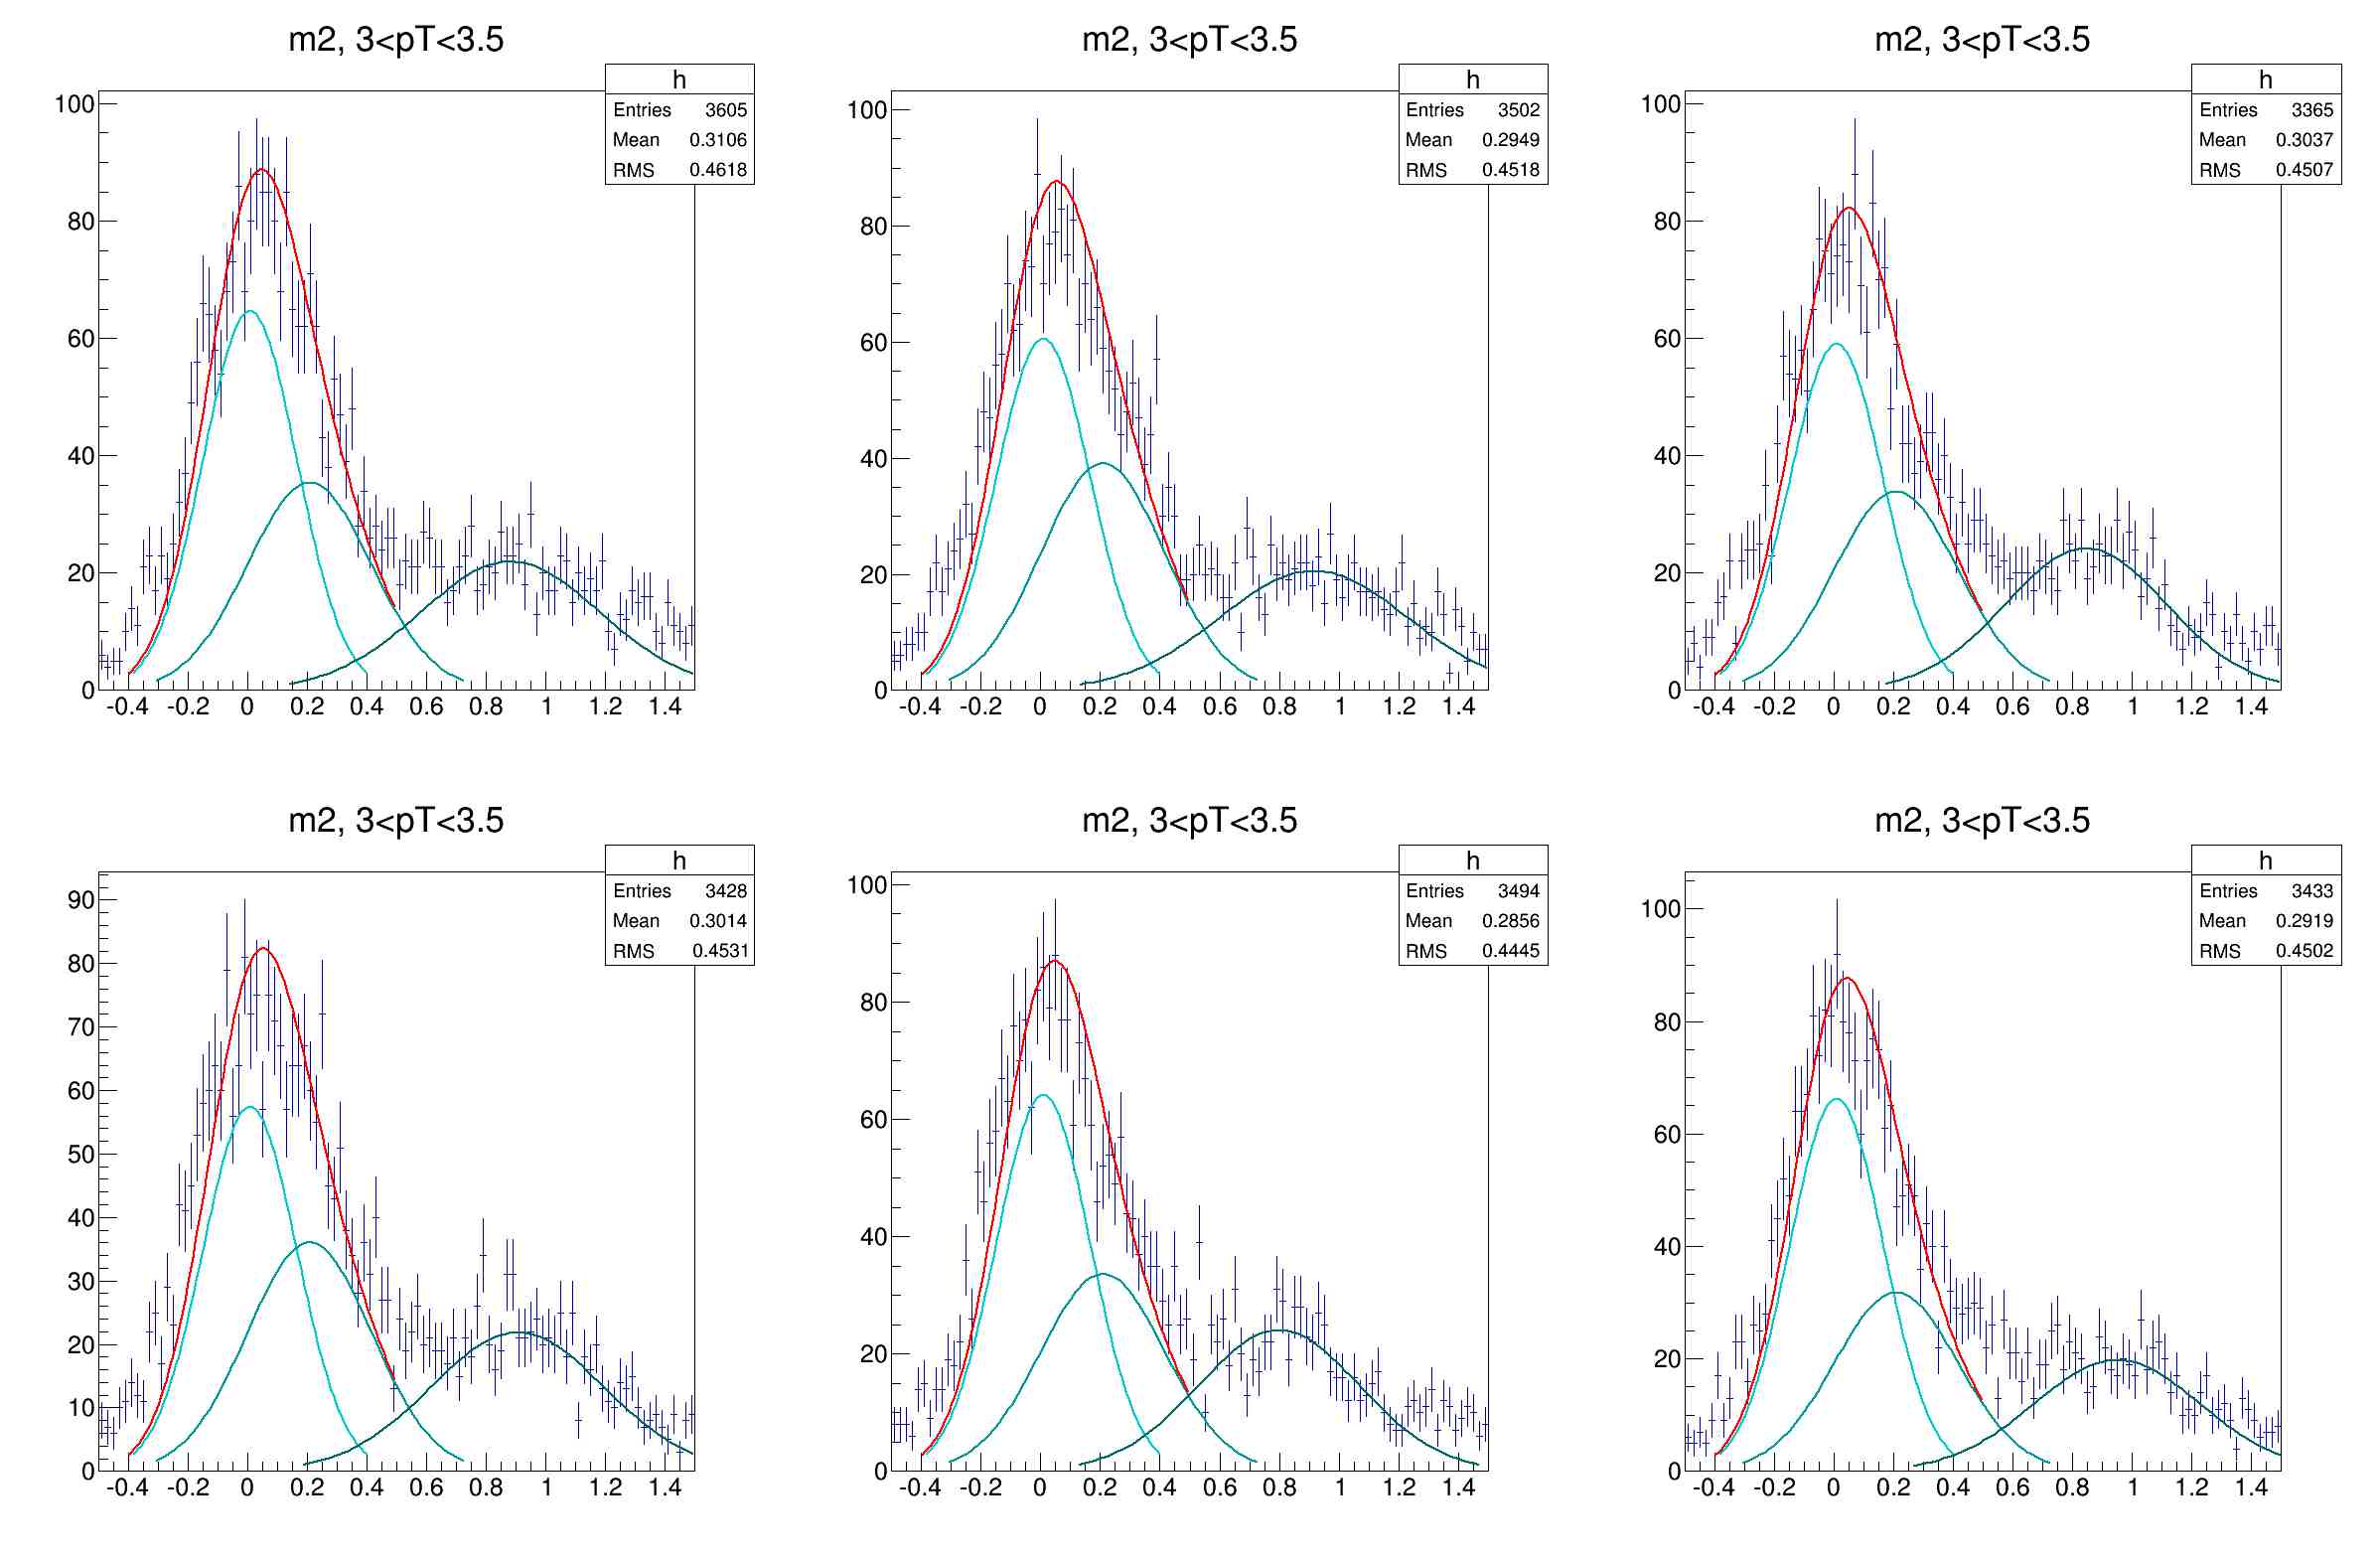 m2, 3<pT<3.5
h
Entries 3605
Mean 0.3106
RMS 0.4618
100
80
60
40
20
0
-0.4 -0.2 0 0.2 0.4 0.6 0.8 1 1.2 1.4
m2, 3<pT<3.5
h
Entries 3502
Mean 0.2949
RMS 0.4518
100
80
60
40
20
0
-0.4 -0.2 0 0.2 0.4 0.6 0.8 1 1.2 1.4
m2, 3<pT<3.5
h
Entries 3365
Mean 0.3037
RMS 0.4507
100
80
60
40
20
0
-0.4 -0.2 0 0.2 0.4 0.6 0.8 1 1.2 1.4
m2, 3<pT<3.5
h
Entries 3428
Mean 0.3014
RMS 0.4531
90
80
70
60
50
40
30
20
10
0
-0.4 -0.2 0 0.2 0.4 0.6 0.8 1 1.2 1.4
m2, 3<pT<3.5
h
Entries 3494
Mean 0.2856
RMS 0.4445
100
80
60
40
20
0
-0.4 -0.2 0 0.2 0.4 0.6 0.8 1 1.2 1.4
m2, 3<pT<3.5
h
Entries 3433
Mean 0.2919
RMS 0.4502
100
80
60
40
20
0
-0.4 -0.2 0 0.2 0.4 0.6 0.8 1 1.2 1.4